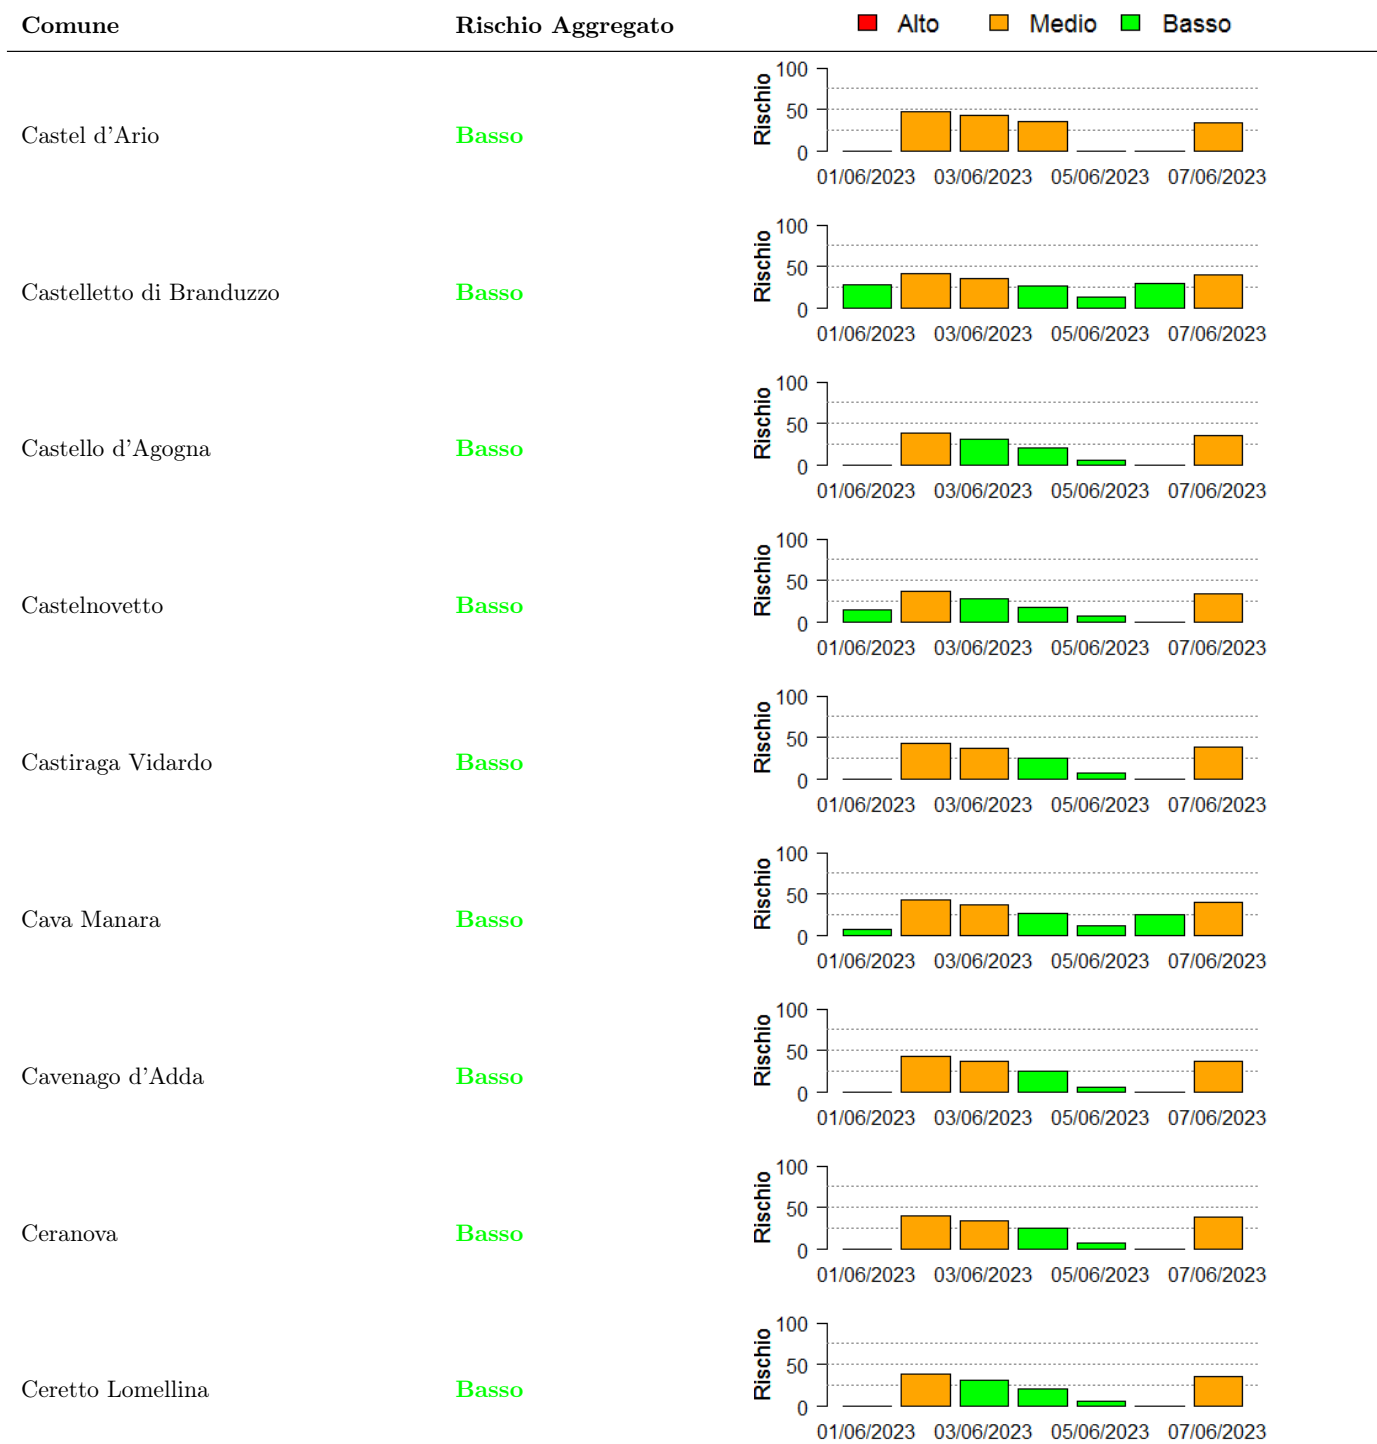 Comune Rischio Aggregato Alto Medio Basso
100
50
0
Rischio
Castel d'Ario Basso
01/06/2023 03/06/2023 05/06/2023 07/06/2023
100
50
0
Rischio
Castelletto di Branduzzo Basso
01/06/2023 03/06/2023 05/06/2023 07/06/2023
100
50
0
Rischio
Castello d'Agogna Basso
01/06/2023 03/06/2023 05/06/2023 07/06/2023
100
50
0
Rischio
Castelnovetto Basso
01/06/2023 03/06/2023 05/06/2023 07/06/2023
100
50
0
Rischio
Castiraga Vidardo Basso
01/06/2023 03/06/2023 05/06/2023 07/06/2023
100
50
0
Rischio
Cava Manara Basso
01/06/2023 03/06/2023 05/06/2023 07/06/2023
100
50
0
Rischio
Cavenago d'Adda Basso
01/06/2023 03/06/2023 05/06/2023 07/06/2023
100
50
0
Rischio
Ceranova Basso
01/06/2023 03/06/2023 05/06/2023 07/06/2023
100
50
0
Rischio
Ceretto Lomellina Basso
01/06/2023 03/06/2023 05/06/2023 07/06/2023